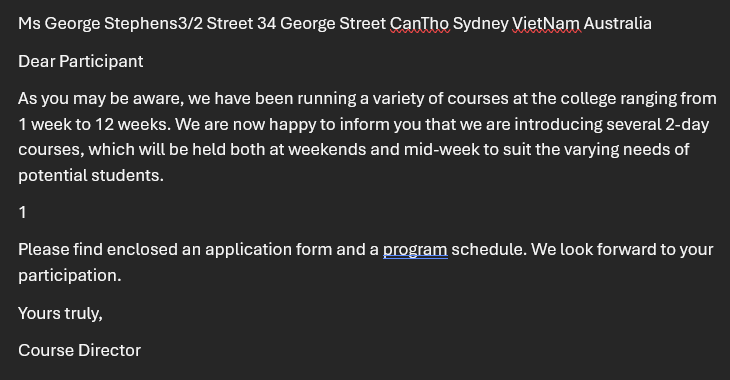 Ms George Stephens3/2 Street 34 George Street CanTho Sydney VietNam Australia
Dear Participant
As you may be aware, we have been running a variety of courses at the college ranging from
1 week to 12 weeks. We are now happy to inform you that we are introducing several 2-day
courses, which will be held both at weekends and mid-week to suit the varying needs of
potential students.
1
Please find enclosed an application form and a program schedule. We look forward to your
participation.
Yours truly,
Course Director